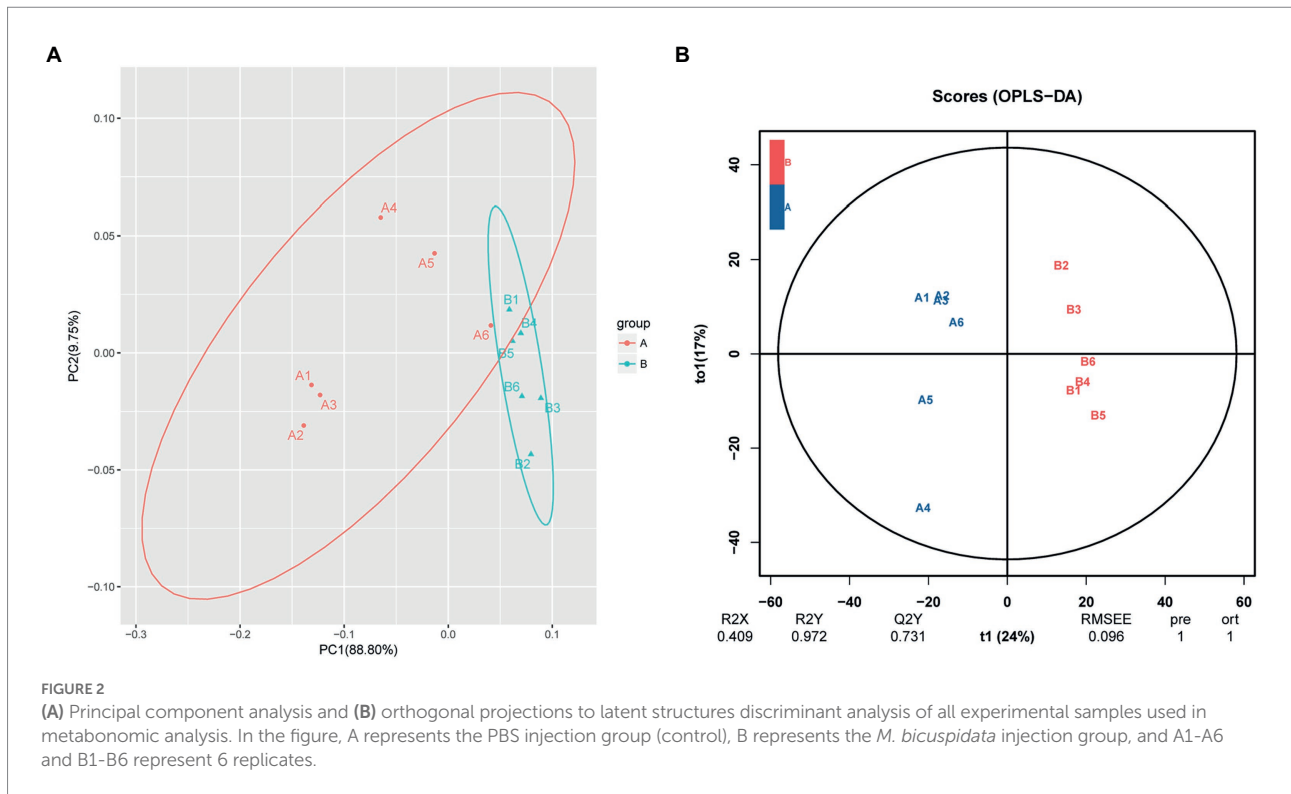 A
0.10
0.05
0.00
−0.05
−0.10
PC2(9.75%)
A4
A5
A6
A1
A3
A2
B1
B4
B5
B6
B3
B2
−0.3 −0.2 −0.1 0.0 0.1
PC1(88.80%)
group
A
B
B
Scores (OPLS−DA)
B
A
40
20
0
−20
−40
to1(17%)
B2
A1 A2
A3
B3
A6
B6
B4
B1
A5
B5
A4
−60 −40 −20 0 20 40 60
R2X R2Y Q2Y RMSEE pre ort
0.409 0.972 0.731 t1 (24%) 0.096 1 1
FIGURE 2
(A) Principal component analysis and (B) orthogonal projections to latent structures discriminant analysis of all experimental samples used in
metabonomic analysis. In the figure, A represents the PBS injection group (control), B represents the M. bicuspidata injection group, and A1-A6
and B1-B6 represent 6 replicates.